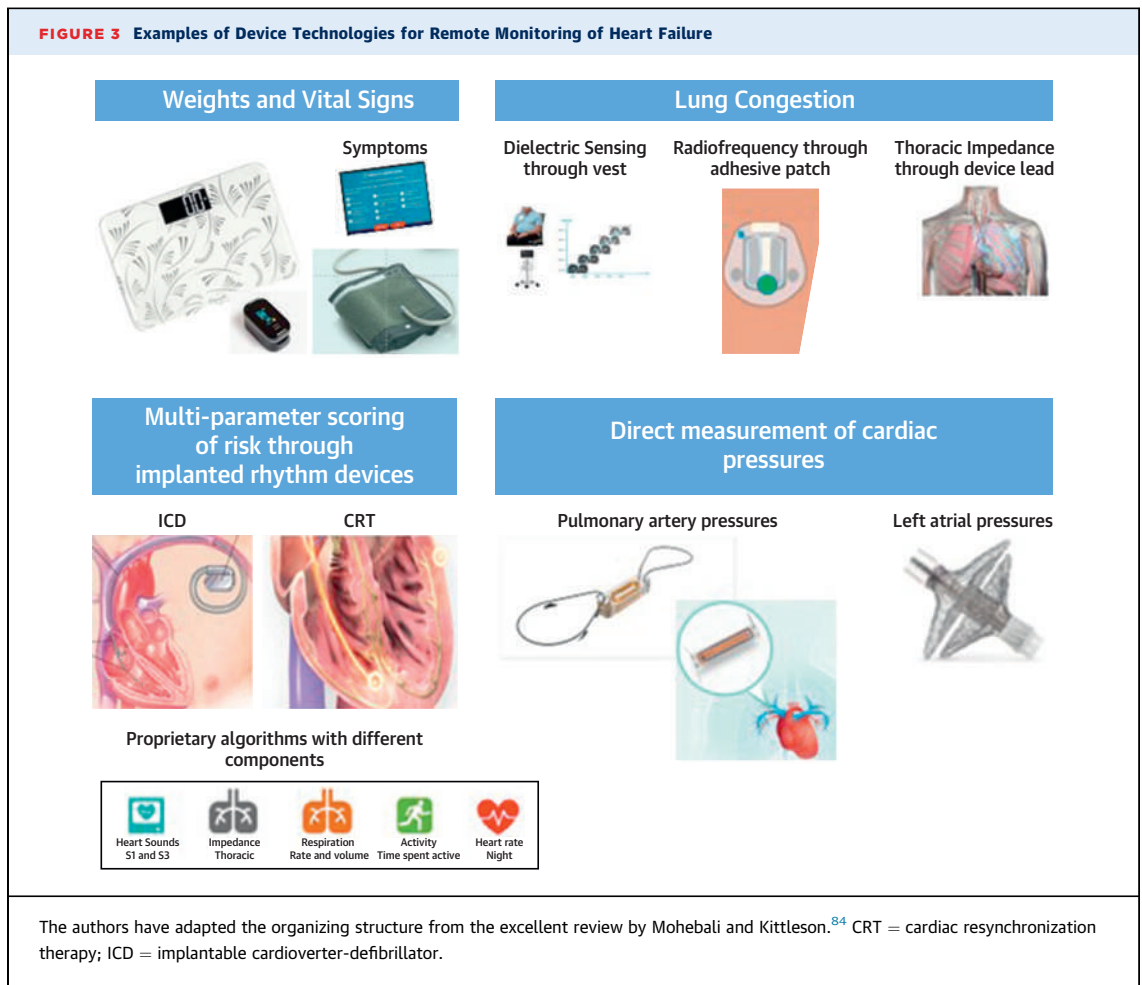 FIGURE 3 Examples of Device Technologies for Remote Monitoring of Heart Failure
Weights and Vital Signs
Symptoms
Lung Congestion
Dielectric Sensing
through vest
Radiofrequency through
adhesive patch
Thoracic Impedance
through device lead
Multi-parameter scoring
of risk through
implanted rhythm devices
ICD
CRT
Proprietary algorithms with different
components
Heart Sounds
S1 and S3
Impedance
Thoracic
Respiration
Rate and volume
Activity
Time spent active
Heart rate
Night
Direct measurement of cardiac
pressures
Pulmonary artery pressures
Left atrial pressures
The authors have adapted the organizing structure from the excellent review by Mohebali and Kittleson.84 CRT = cardiac resynchronization
therapy; ICD = implantable cardioverter-defibrillator.